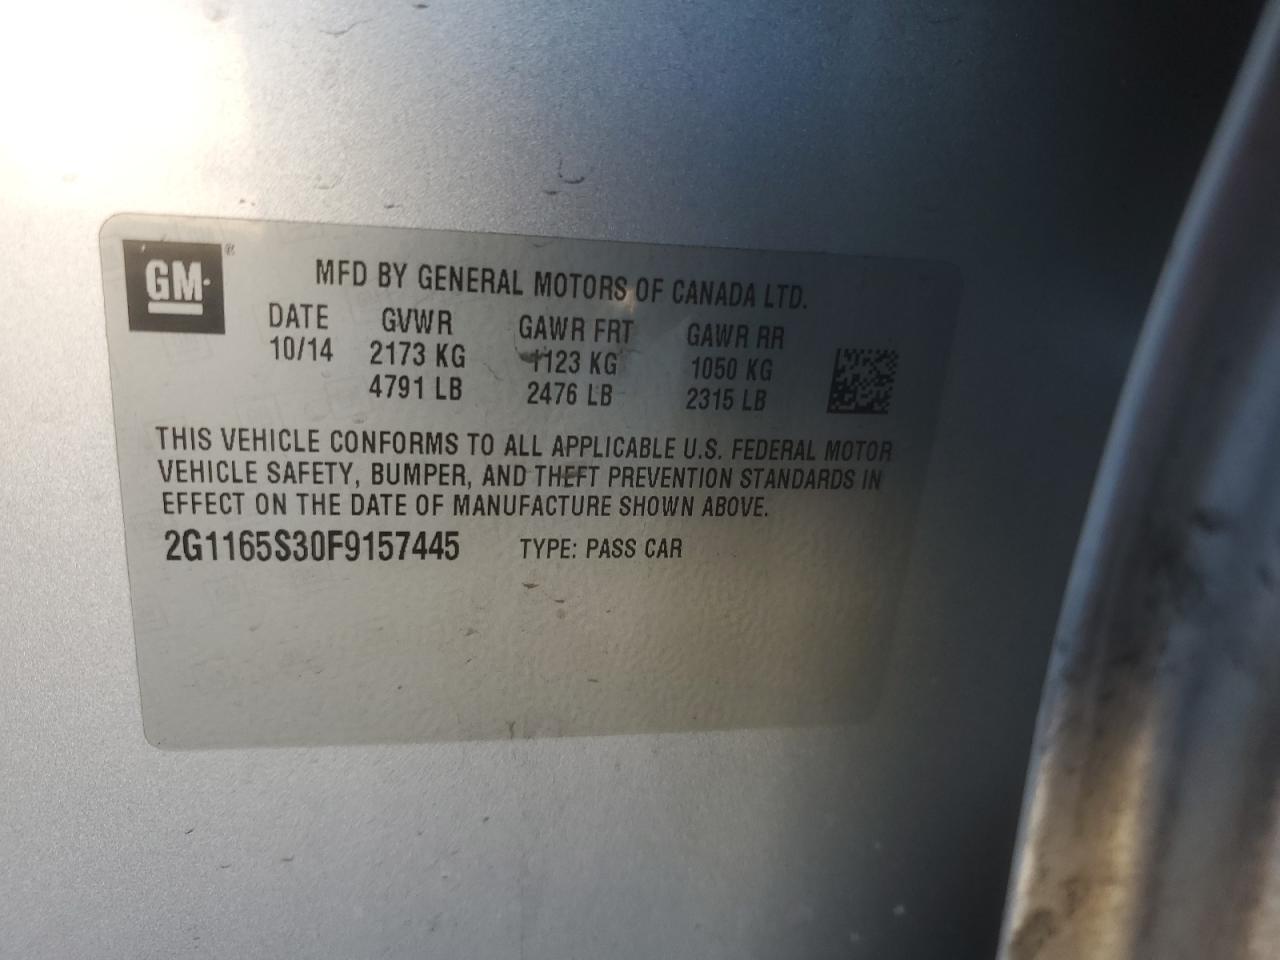 GM ®
MFD BY GENERAL MOTORS OF CANADA LTD.
DATE GVWR GAWR FRT GAWR RR
10/14 2173 KG 1123 KG 1050 KG
4791 LB 2476 LB 2315 LB
THIS VEHICLE CONFORMS TO ALL APPLICABLE U.S. FEDERAL MOTOR
VEHICLE SAFETY, BUMPER, AND THEFT PREVENTION STANDARDS IN
EFFECT ON THE DATE OF MANUFACTURE SHOWN ABOVE.
2G1165S30F9157445 TYPE: PASS CAR